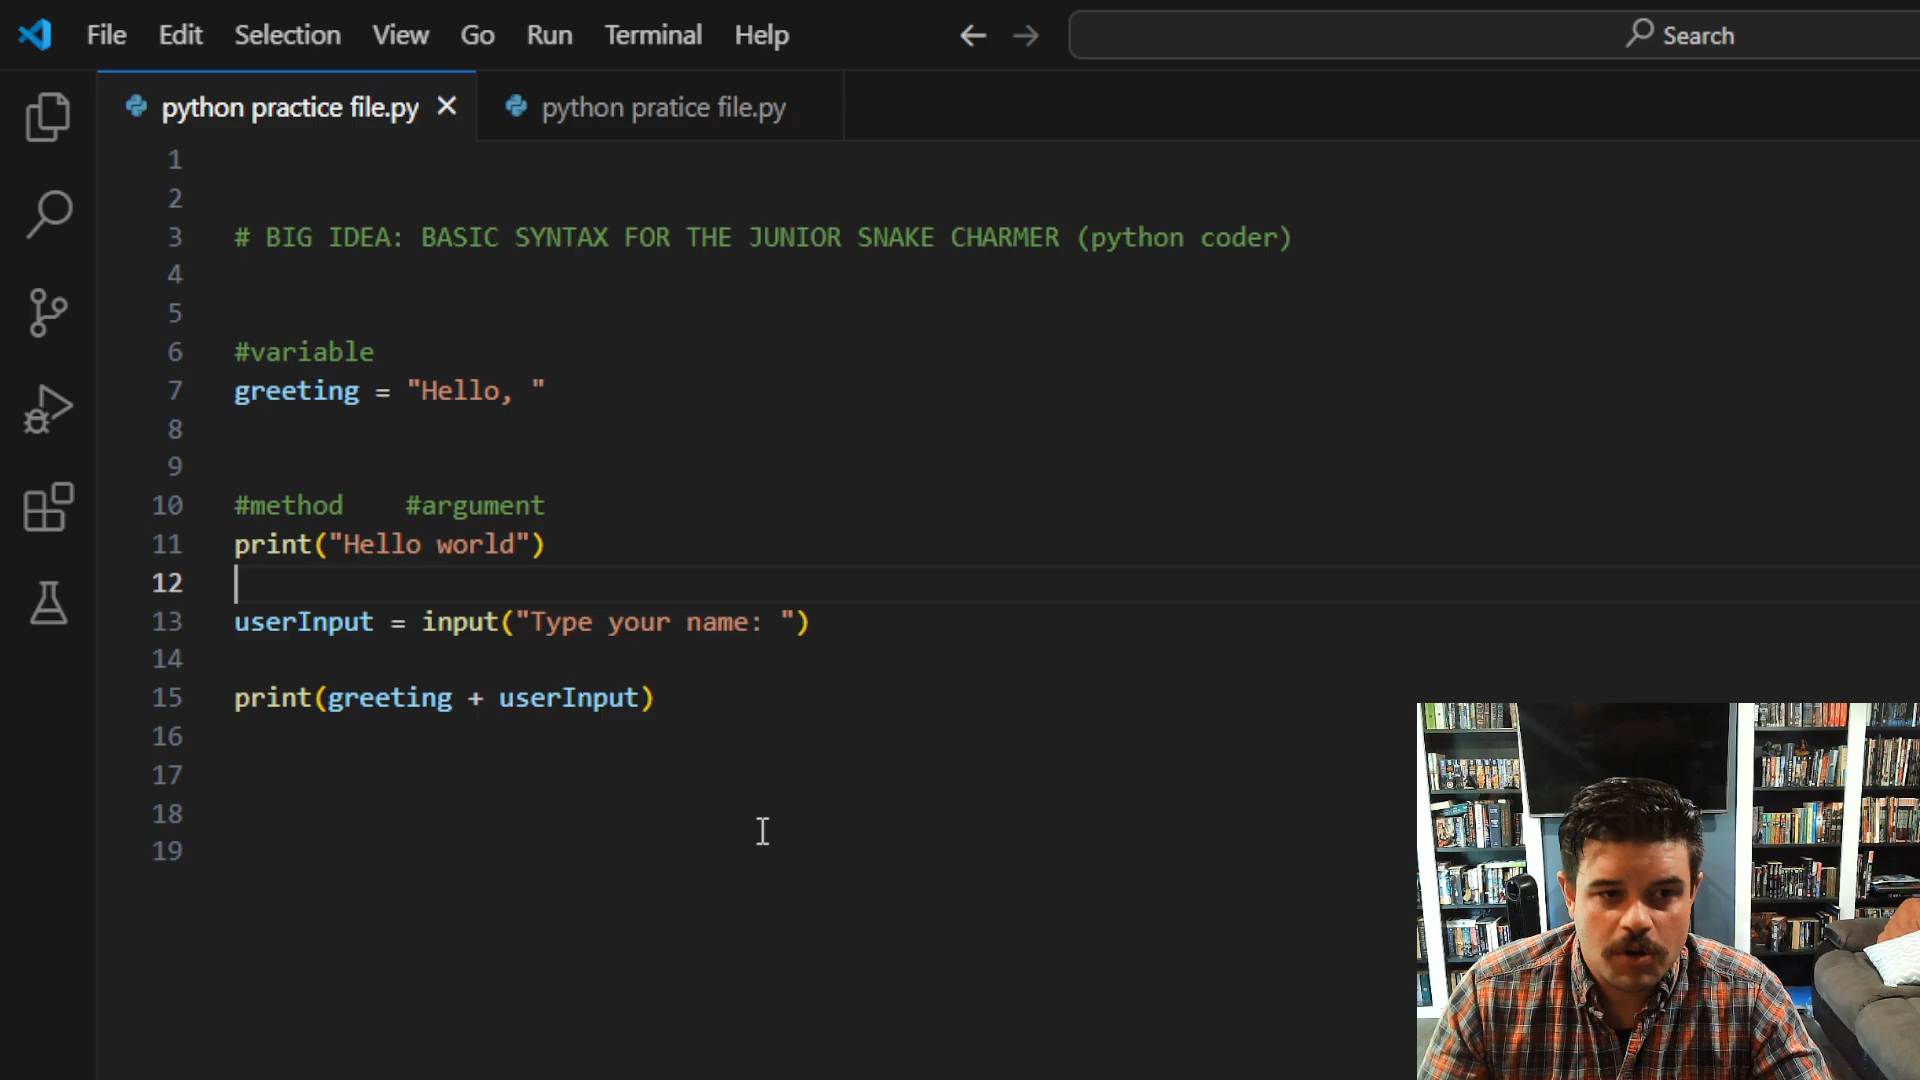 File Edit Selection View Go Run Terminal Help Search
python practice file.py python pratice file.py
1
2
3 # BIG IDEA: BASIC SYNTAX FOR THE JUNIOR SNAKE CHARMER (python coder)
4
5
6 #variable
7 greeting = "Hello, "
8
9
10 #method #argument
11 print("Hello world")
12
13 userInput = input("Type your name: ")
14
15 print(greeting + userInput)
16
17
18
19